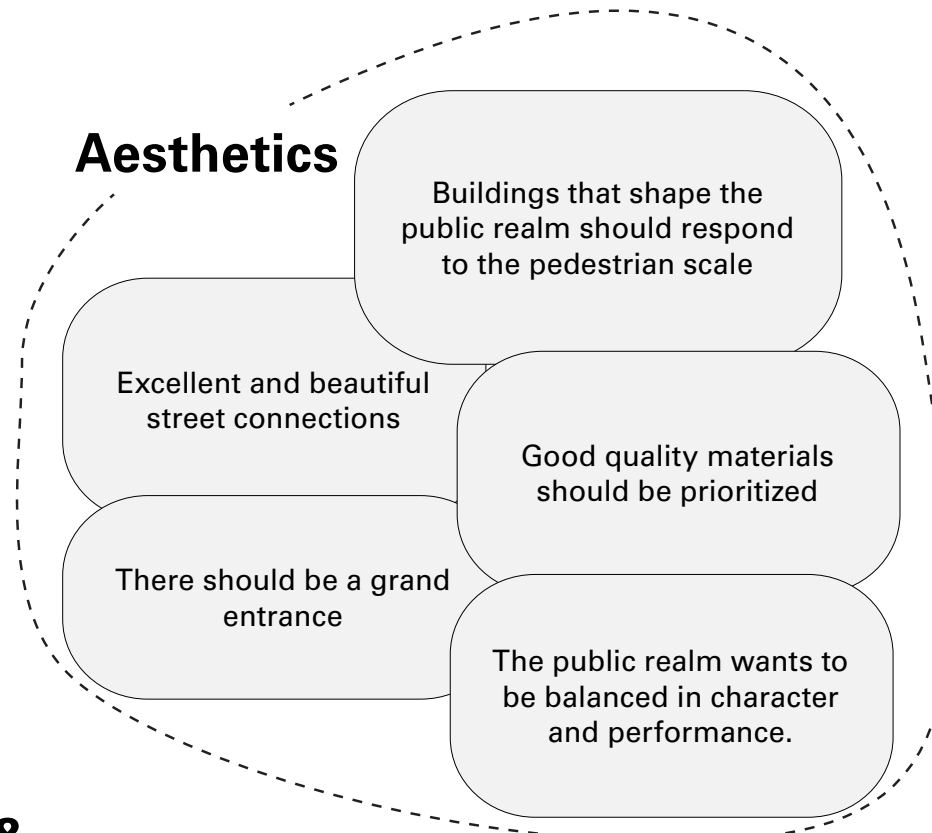 Aesthetics
Buildings that shape the
public realm should respond
to the pedestrian scale
Excellent and beautiful
street connections
Good quality materials
should be prioritized
There should be a grand
entrance
The public realm wants to
be balanced in character
and performance.